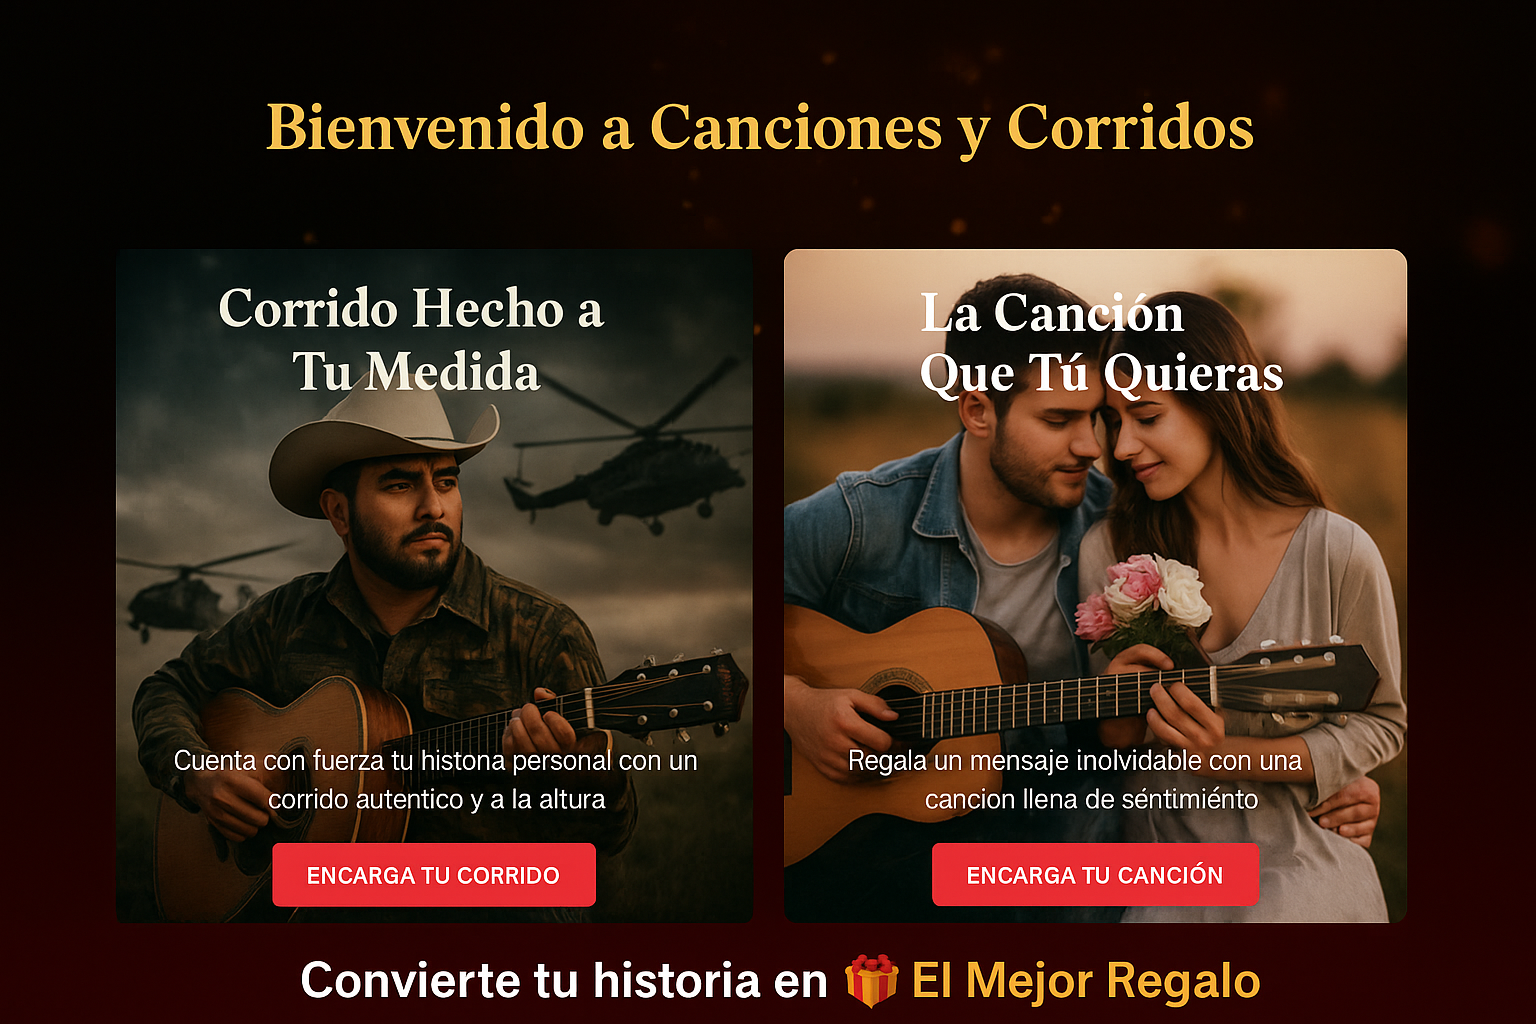 Bienvenido a Canciones y Corridos
Corrido Hecho a
Tu Medida
Cuenta con fuerza tu histona personal con un
corrido autentico y a la altura
ENCARGA TU CORRIDO
La Canción
Que Tú Quieras
Regala un mensaje inolvidable con una
cancion llena de séntimiénto
ENCARGA TU CANCIÓN
Convierte tu historia en 🎁 El Mejor Regalo